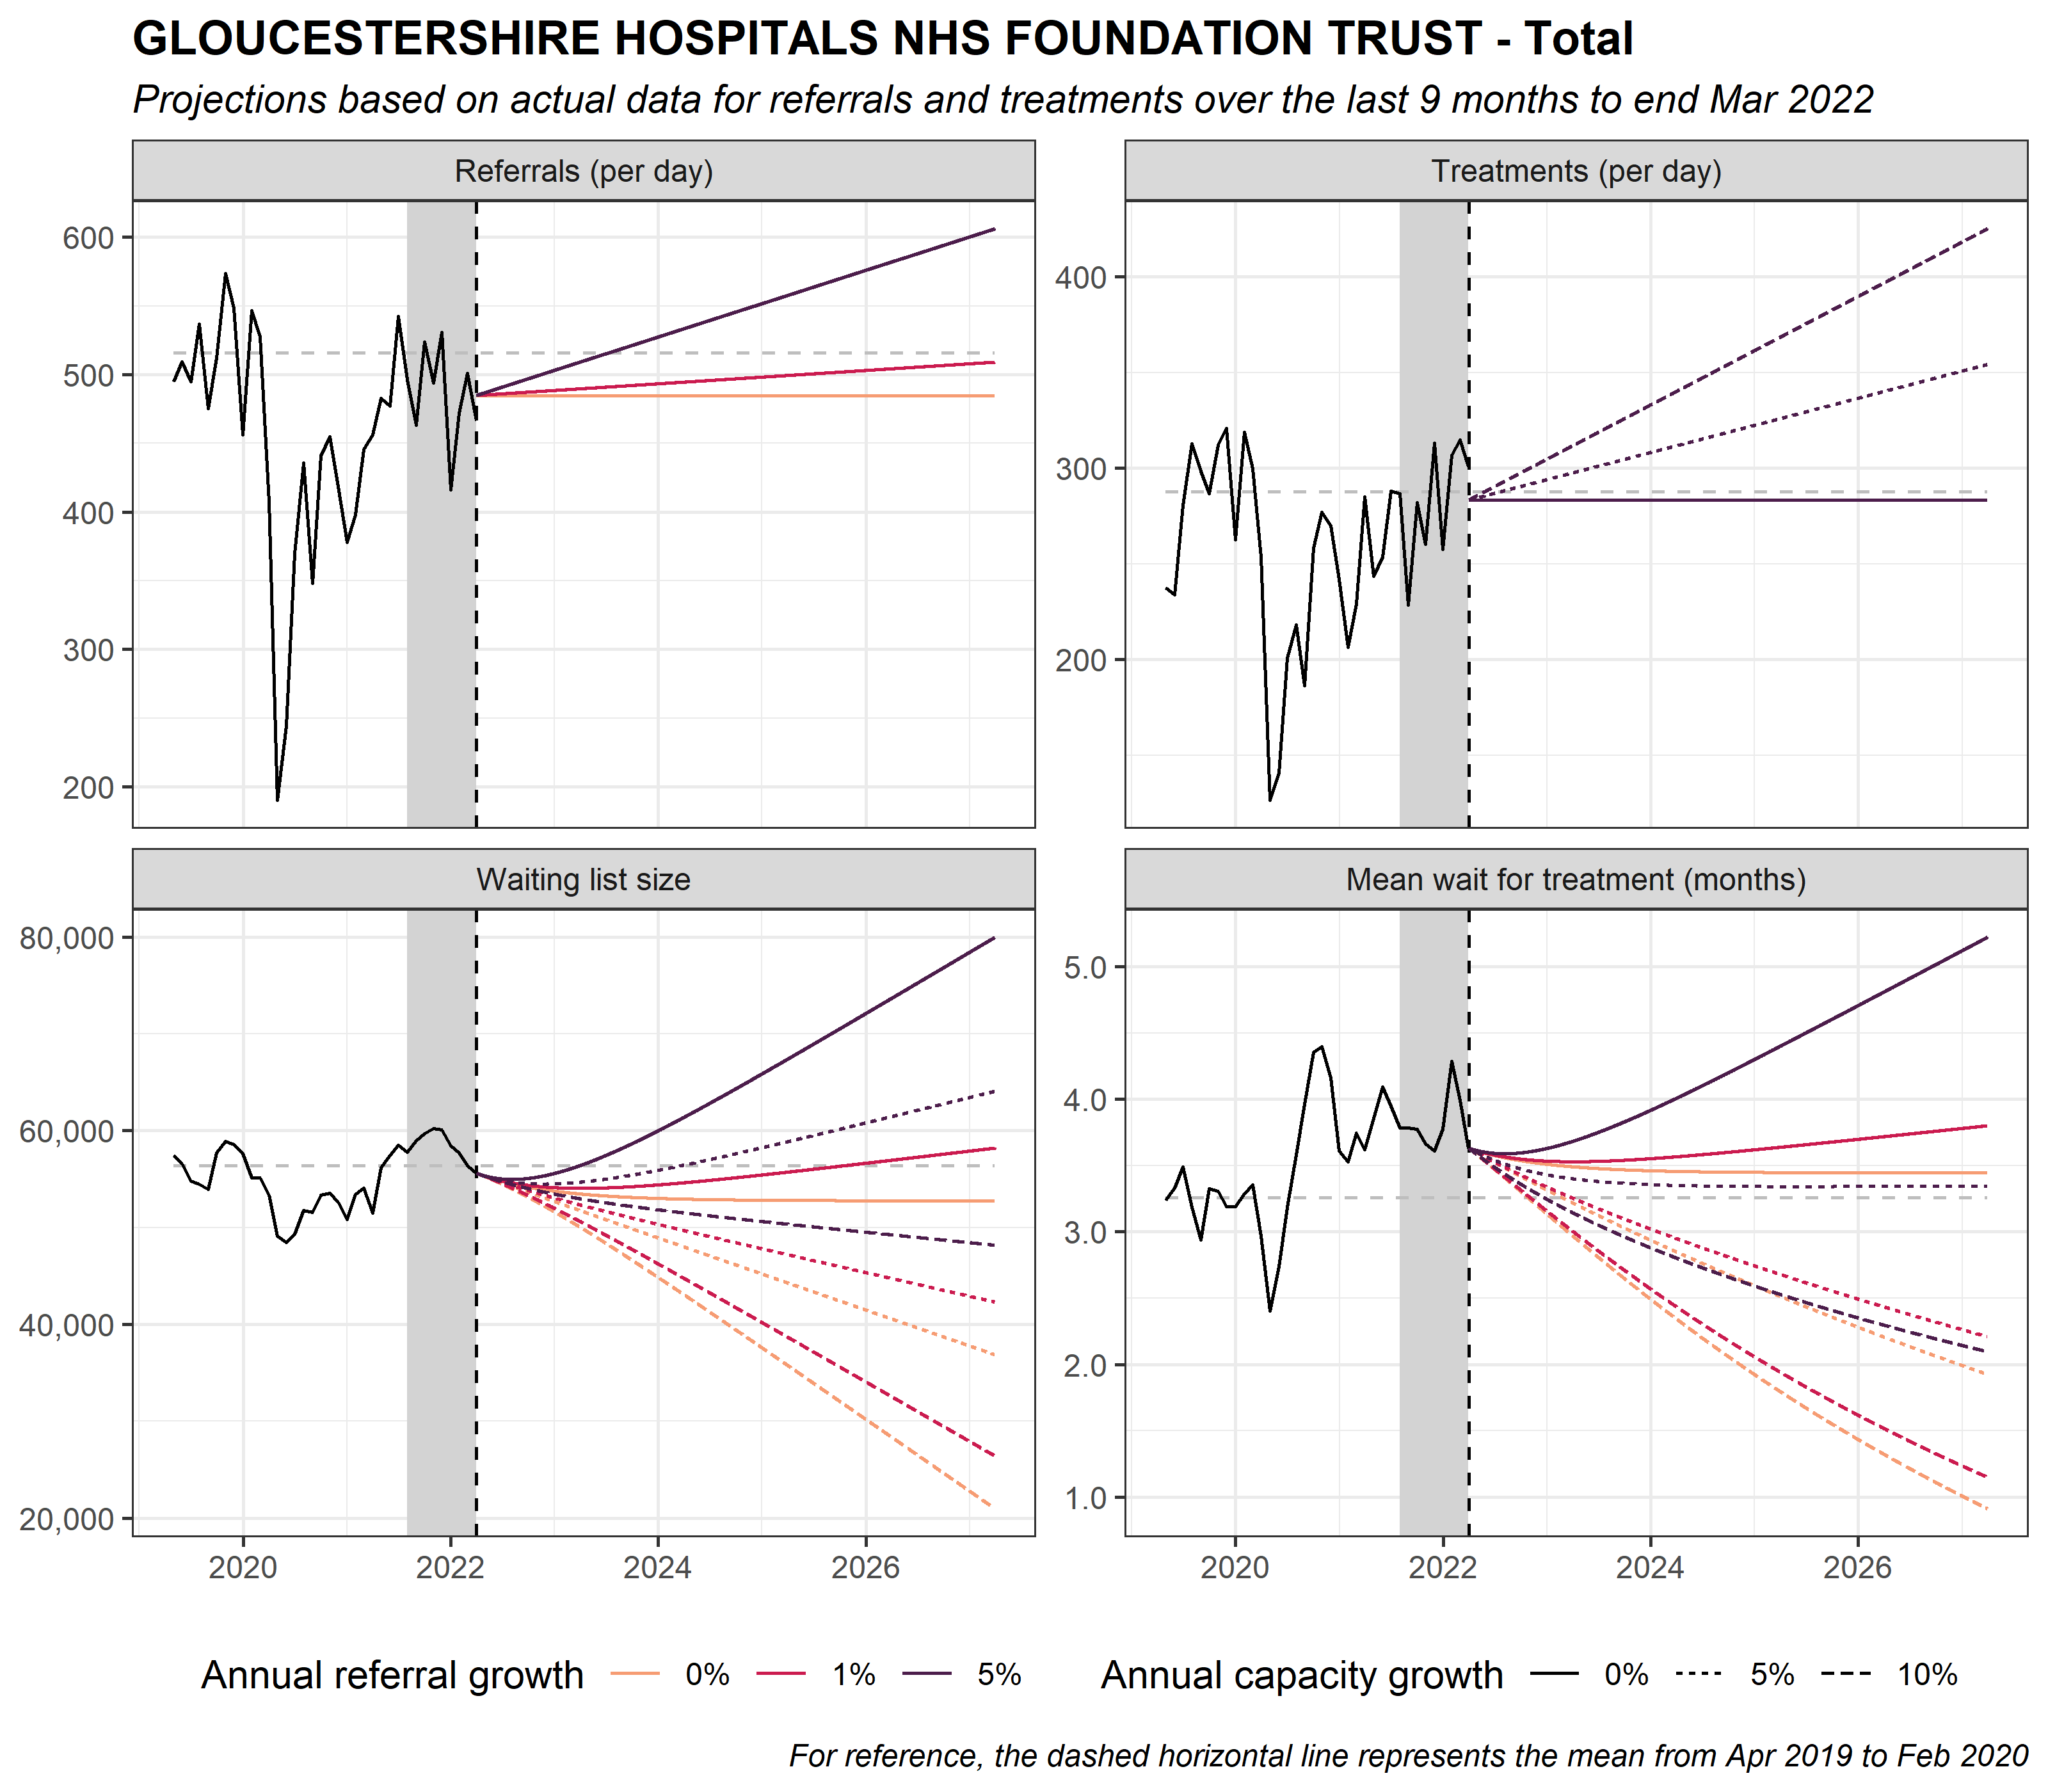 GLOUCESTERSHIRE HOSPITALS NHS FOUNDATION TRUST - Total
Projections based on actual data for referrals and treatments over the last 9 months to end Mar 2022
Referrals (per day)
600
500
400
300
200
Treatments (per day)
400
300
200
Waiting list size
80,000
60,000
40,000
20,000
2020 2022 2024 2026
Mean wait for treatment (months)
5.0
4.0
3.0
2.0
1.0
2020 2022 2024 2026
Annual referral growth 0% 1% 5%
Annual capacity growth 0% 5% 10%
For reference, the dashed horizontal line represents the mean from Apr 2019 to Feb 2020